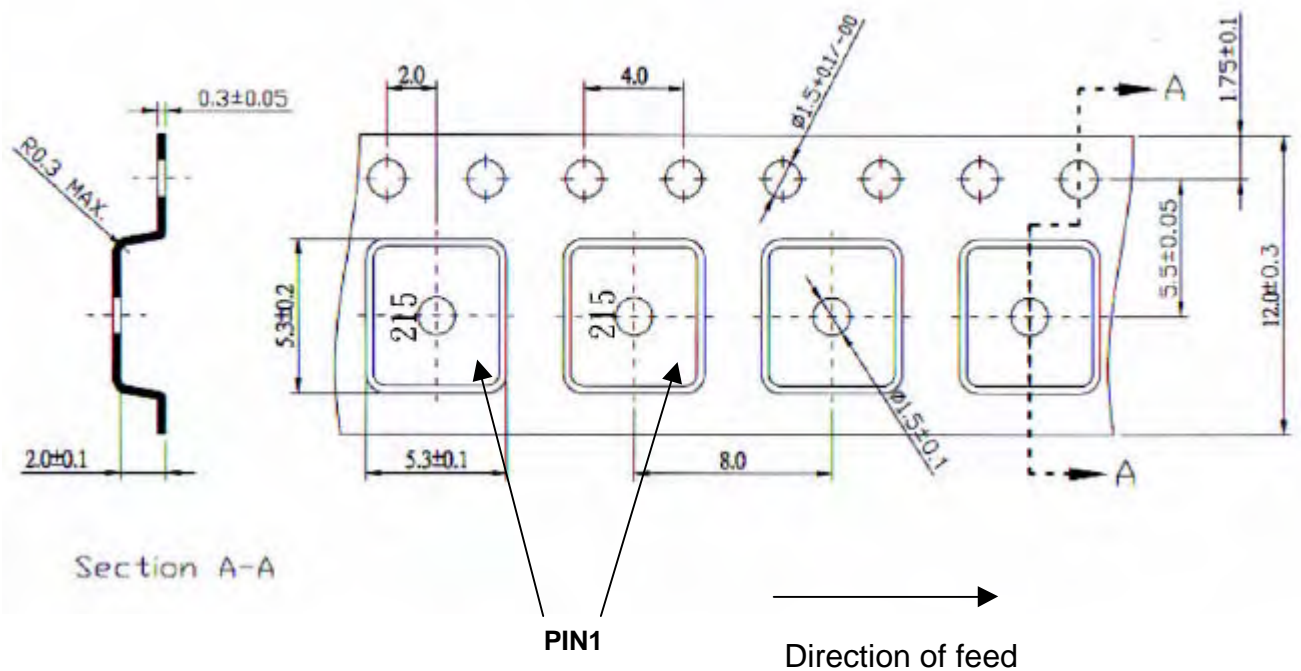 2.0
4.0
Ø1.5+0.1/-00
A
1.75±0.1
0.3±0.05
R0.3 MAX.
5.5±0.05
12.0±0.3
5.3±0.2
215
215
Ø1.5±0.1
2.0±0.1
5.3±0.1
8.0
A
Section A-A
PIN1
Direction of feed